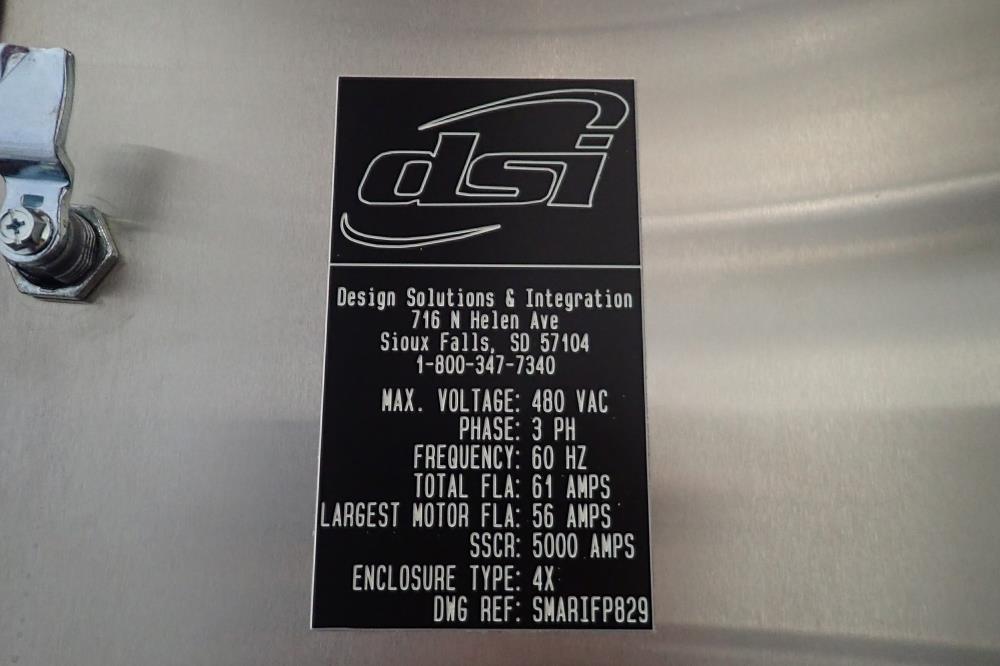 dsi
Design Solutions & Integration
716 N Helen Ave
Sioux Falls, SD 57104
1-800-347-7340
MAX. VOLTAGE: 480 VAC
PHASE: 3 PH
FREQUENCY: 60 HZ
TOTAL FLA: 61 AMPS
LARGEST MOTOR FLA: 56 AMPS
SSCR: 5000 AMPS
ENCLOSURE TYPE: 4X
DWG REF: SMARIFP829